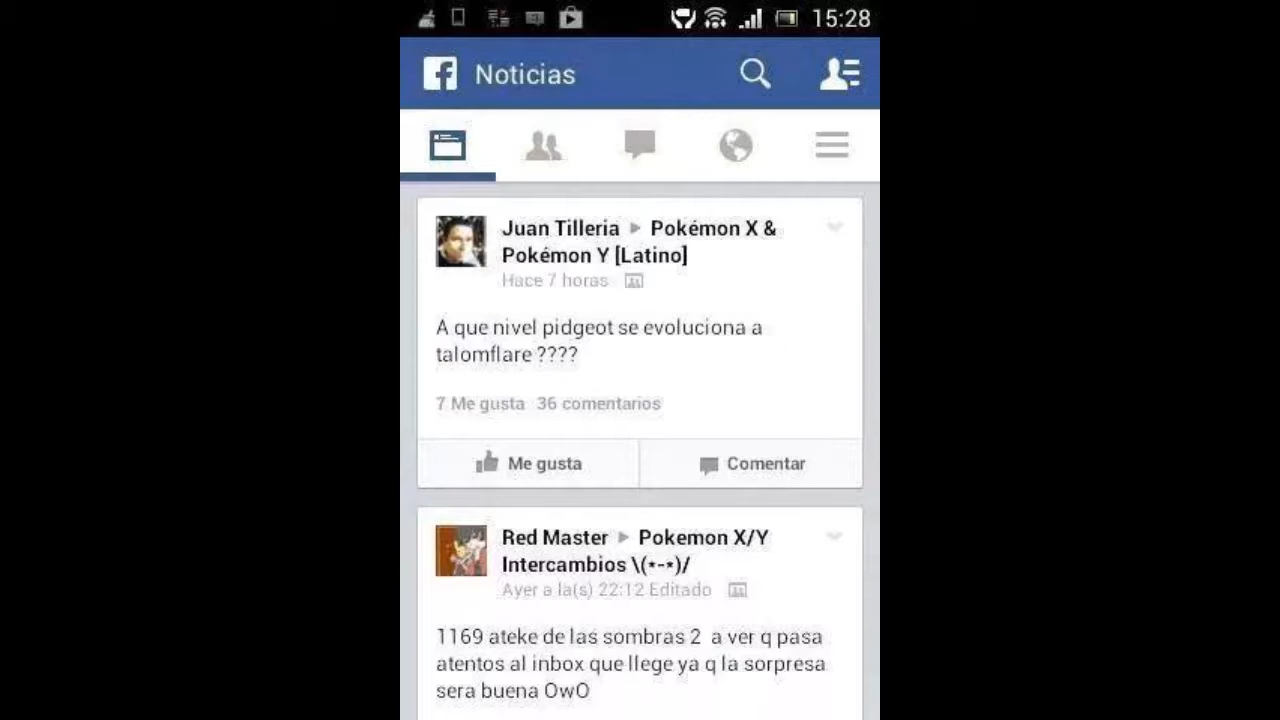 15:28
Noticias
Juan Tilleria ▶ Pokémon X &
Pokémon Y [Latino]
Hace 7 horas
A que nivel pidgeot se evoluciona a
talomflare ????
7 Me gusta 36 comentarios
Me gusta Comentar
Red Master ▶ Pokemon X/Y
Intercambios \(*-*)/
Ayer a la(s) 22:12 Editado
1169 ateke de las sombras 2 a ver q pasa
atentos al inbox que llege ya q la sorpresa
sera buena OwO